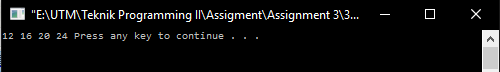 "E:\UTM\Teknik Programming II\Assigment\Assignment 3\3...
12 16 20 24 Press any key to continue . . .